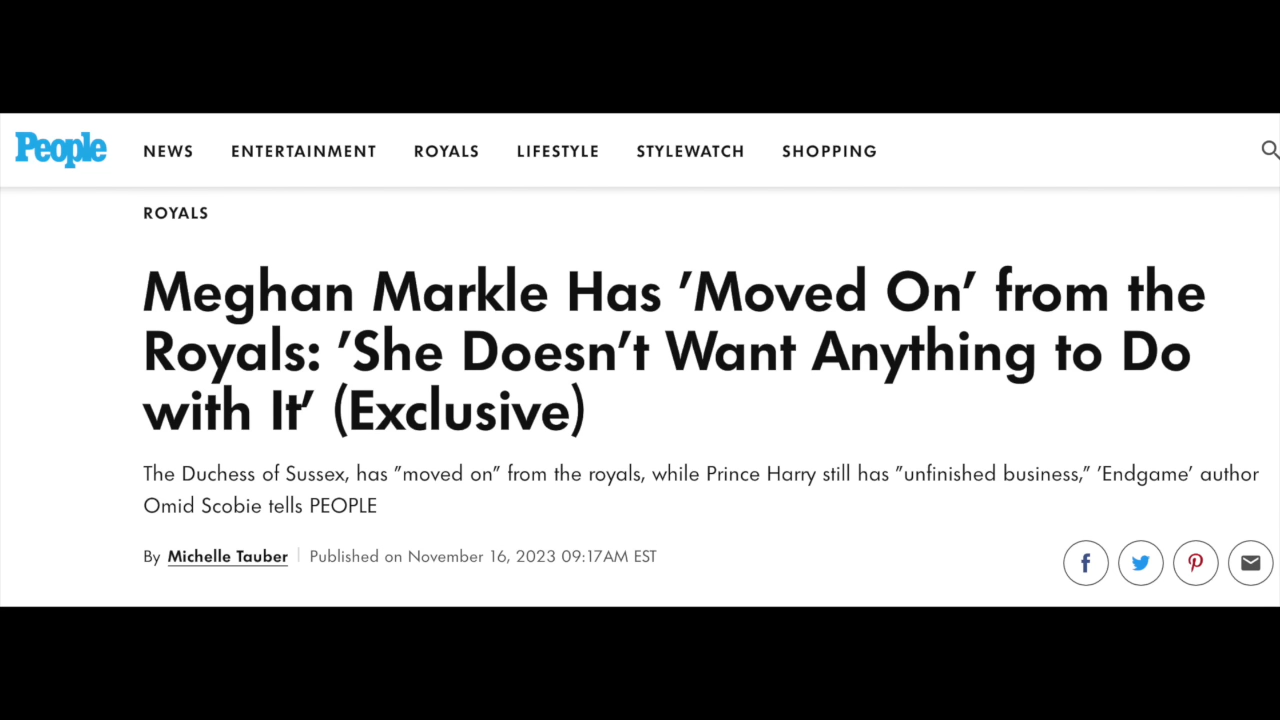 People NEWS ENTERTAINMENT ROYALS LIFESTYLE STYLEWATCH SHOPPING
ROYALS
Meghan Markle Has ’Moved On’ from the
Royals: ’She Doesn’t Want Anything to Do
with It’ (Exclusive)
The Duchess of Sussex, has ”moved on” from the royals, while Prince Harry still has ”unfinished business,” ’Endgame’ author
Omid Scobie tells PEOPLE
By Michelle Tauber | Published on November 16, 2023 09:17AM EST